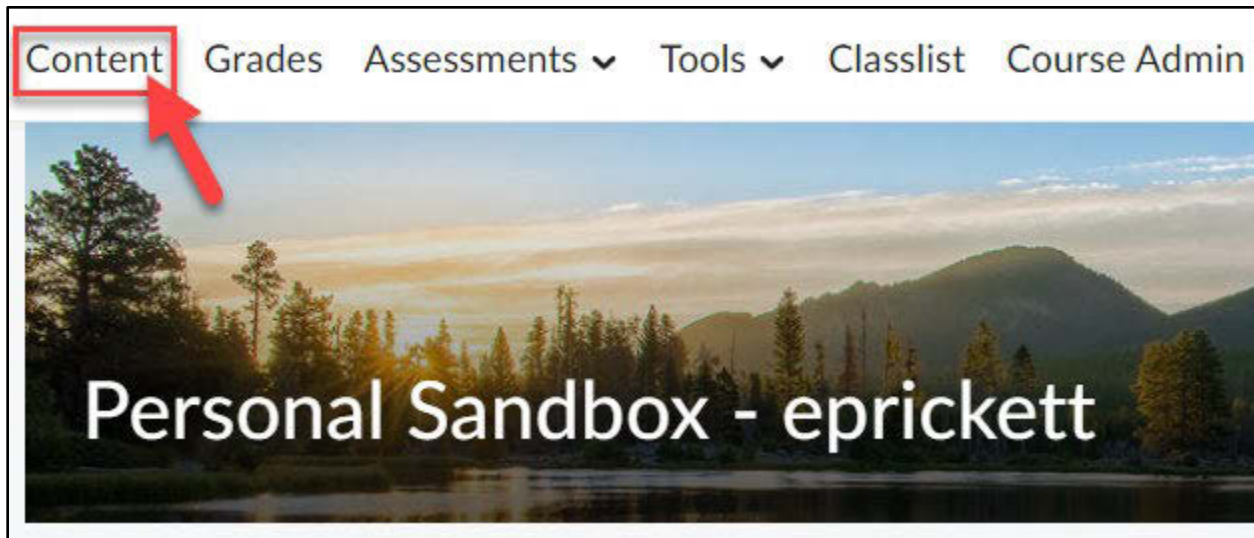 Content Grades Assessments Tools Classlist Course Admin
Personal Sandbox - eprickett